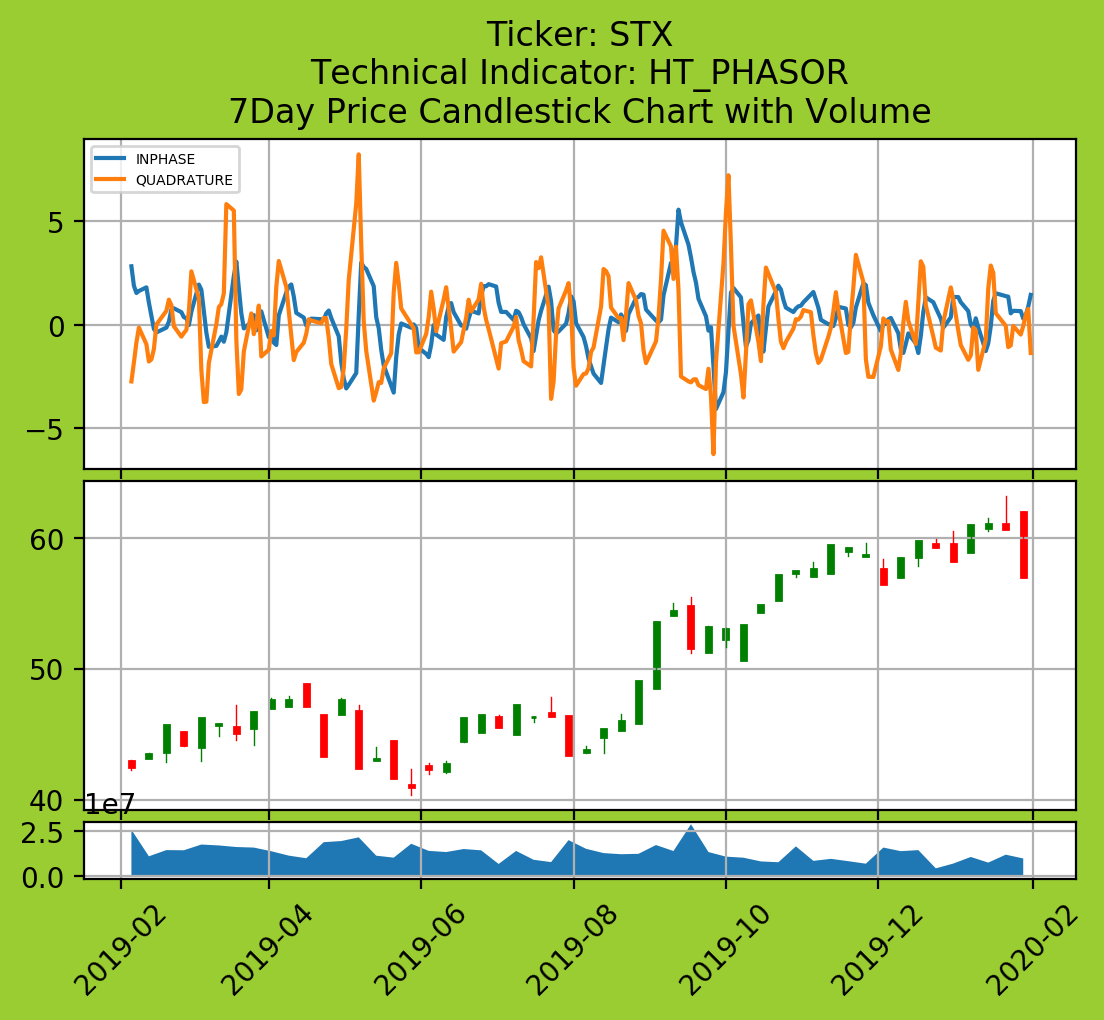 Ticker: STX
Technical Indicator: HT_PHASOR
7Day Price Candlestick Chart with Volume
INPHASE
QUADRATURE
5
0
−5
60
50
40
1e7
2.5
0.0
2019-02
2019-04
2019-06
2019-08
2019-10
2019-12
2020-02